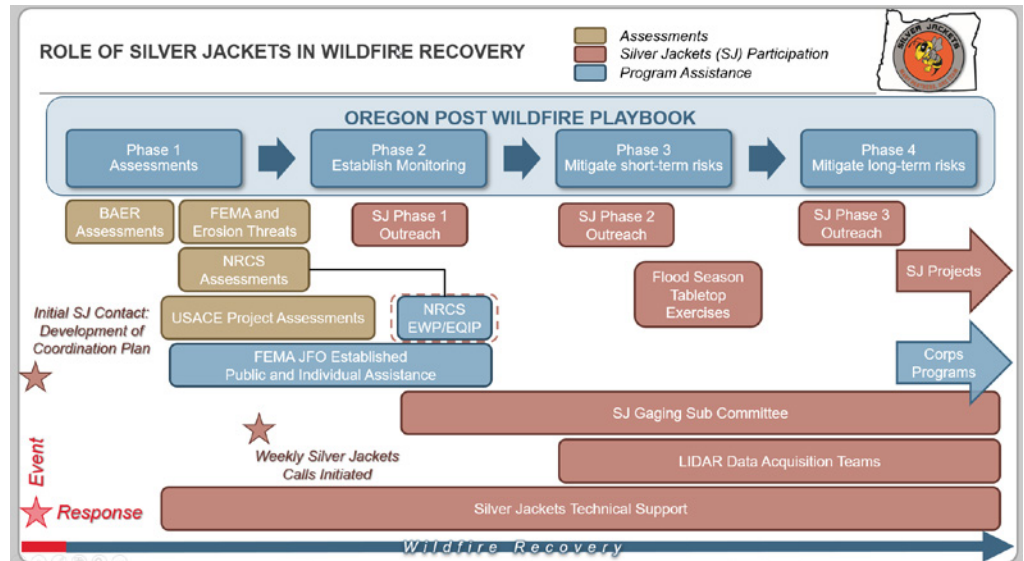 ROLE OF SILVER JACKETS IN WILDFIRE RECOVERY
Assessments
Silver Jackets (SJ) Participation
Program Assistance
SILVER JACKETS
OREGON POST WILDFIRE PLAYBOOK
Phase 1
Assessments
Phase 2
Establish Monitoring
Phase 3
Mitigate short-term risks
Phase 4
Mitigate long-term risks
BAER
Assessments
FEMA and
Erosion Threats
SJ Phase 1
Outreach
SJ Phase 2
Outreach
SJ Phase 3
Outreach
NRCS
Assessments
Flood Season
Tabletop
Exercises
SJ Projects
Initial SJ Contact:
Development of
Coordination Plan
USACE Project Assessments
NRCS
EWP/EQIP
FEMA JFO Established
Public and Individual Assistance
Corps
Programs
SJ Gaging Sub Committee
Weekly Silver Jackets
Calls Initiated
LIDAR Data Acquisition Teams
Event
Response
Silver Jackets Technical Support
Wildfire Recovery